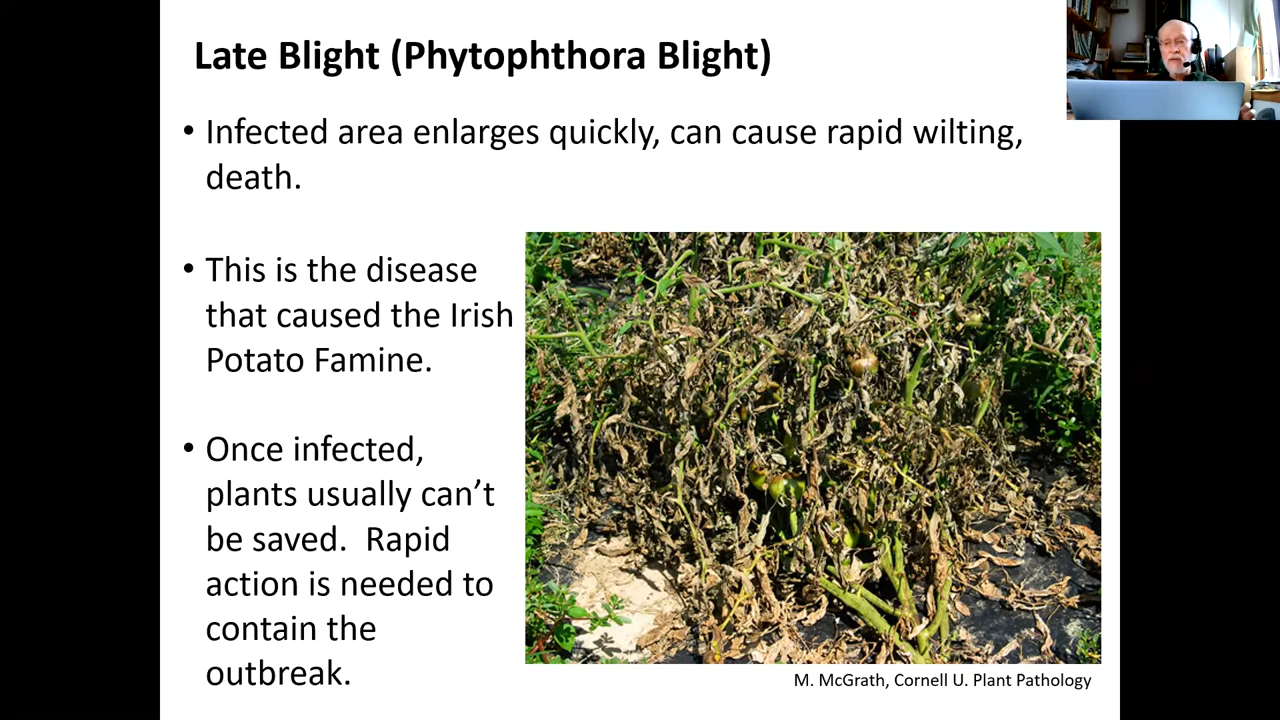 Late Blight (Phytophthora Blight)
• Infected area enlarges quickly, can cause rapid wilting,
death.
• This is the disease
that caused the Irish
Potato Famine.
• Once infected,
plants usually can’t
be saved.  Rapid
action is needed to
contain the
outbreak.
M. McGrath, Cornell U. Plant Pathology